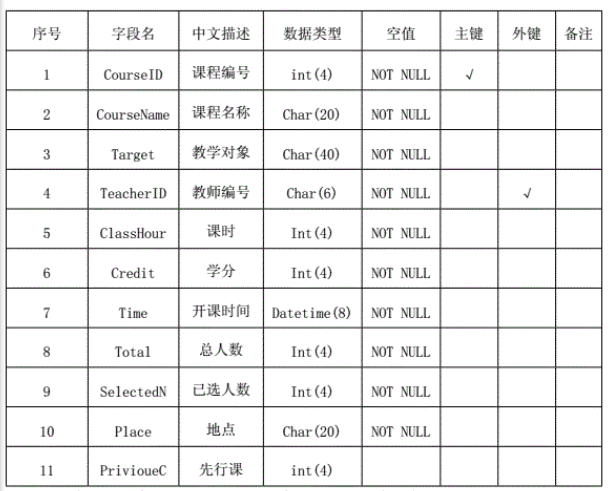 序号 字段名 中文描述 数据类型 空值 主键 外键 备注
1 CourseID 课程编号 int(4) NOT NULL √
2 CourseName 课程名称 Char(20) NOT NULL
3 Target 教学对象 Char(40) NOT NULL
4 TeacherID 教师编号 Char(6) NOT NULL √
5 ClassHour 课时 Int(4) NOT NULL
6 Credit 学分 Int(4) NOT NULL
7 Time 开课时间 Datetime(8) NOT NULL
8 Total 总人数 Int(4) NOT NULL
9 SelectedN 已选人数 Int(4) NOT NULL
10 Place 地点 Char(20) NOT NULL
11 PrivioueC 先行课 int(4)